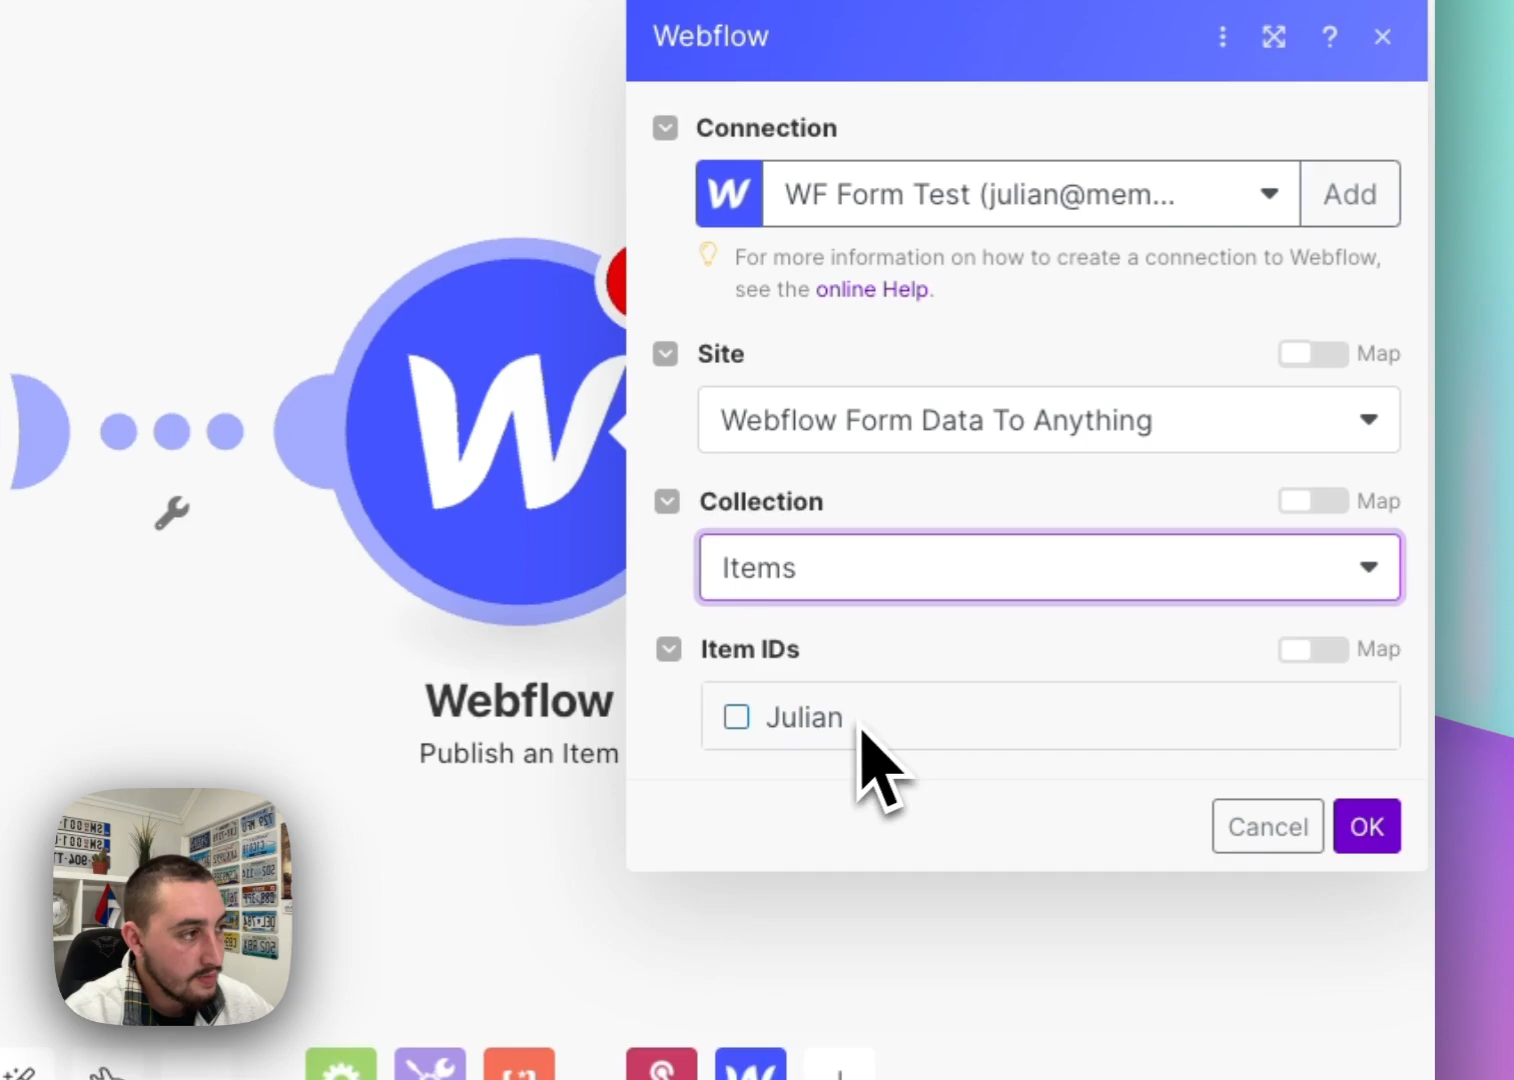 Webflow
?
Connection
WF Form Test (julian@mem...
Add
For more information on how to create a connection to Webflow,
see the online Help.
Site
Map
Webflow Form Data To Anything
Collection
Map
Items
Item IDs
Map
Julian
Cancel
OK
Webflow
Publish an Item